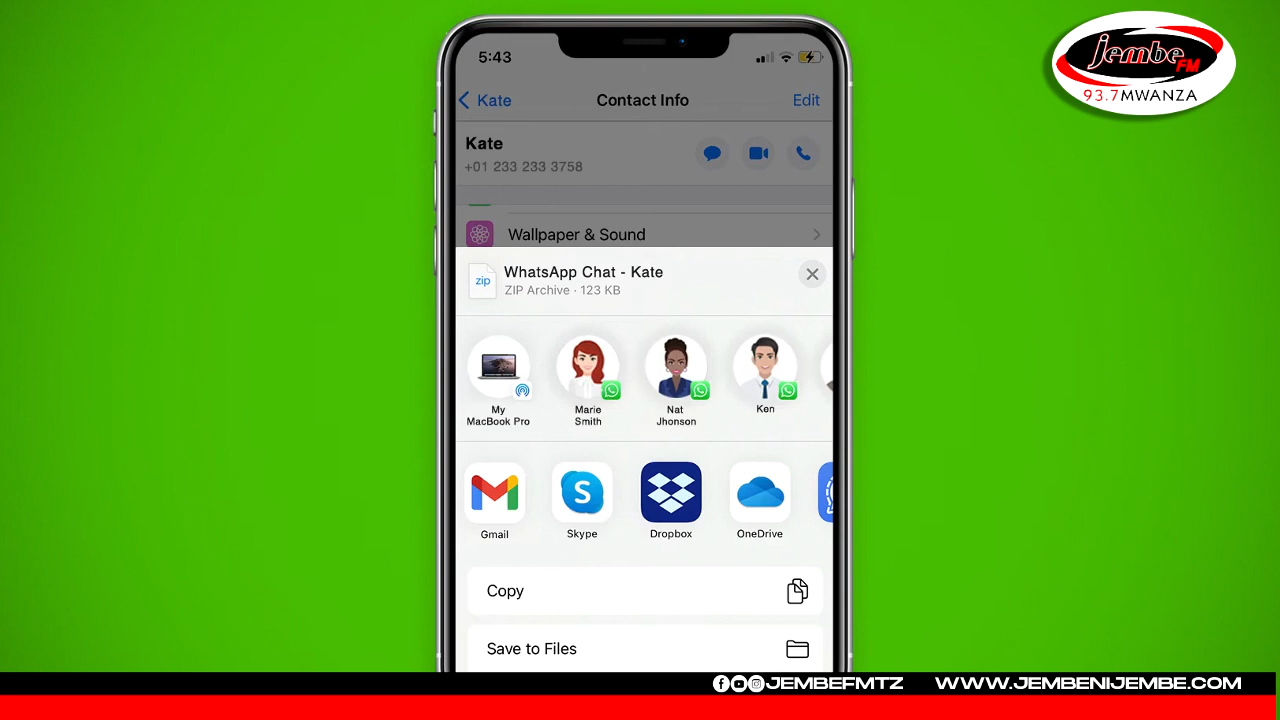 jembe
FM
93.7MWANZA
5:43
Kate
Contact Info
Edit
Kate
+01 233 233 3758
Wallpaper & Sound
zip
WhatsApp Chat - Kate
ZIP Archive · 123 KB
My
MacBook Pro
Marie
Smith
Nat
Jhonson
Ken
S
Gmail
Skype
Dropbox
OneDrive
Copy
Save to Files
JEMBEFMTZ
WWW.JEMBENIJEMBE.COM